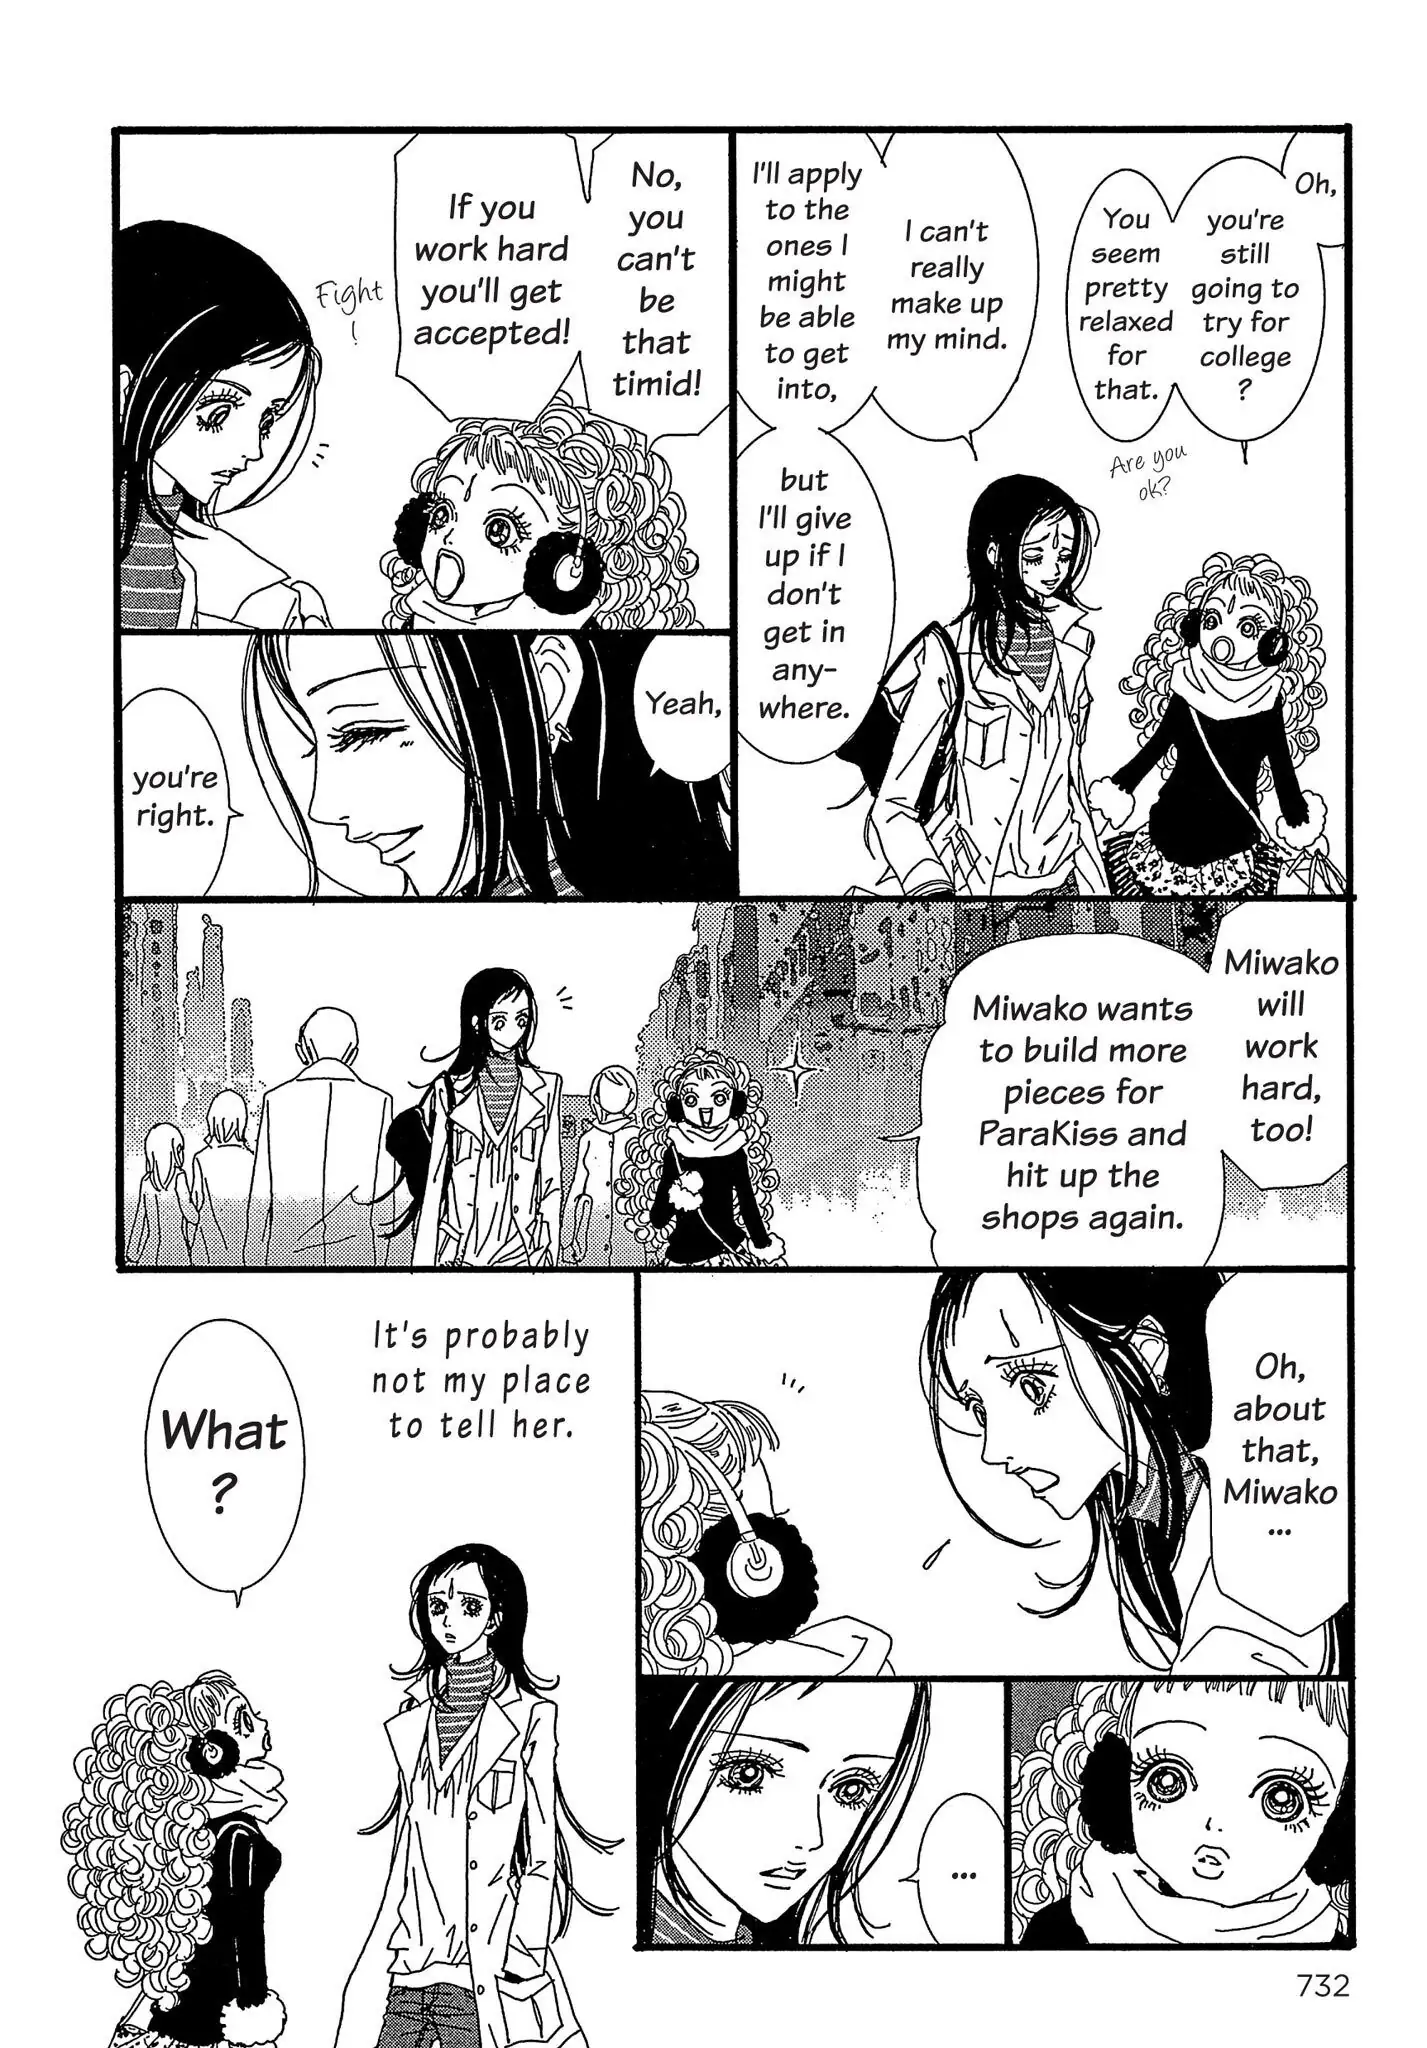 Oh,
you're
still
going to
try for
college
?
You
seem
pretty
relaxed
for
that.
Are you
ok?
I can't
really
make up
my mind.
I'll apply
to the
ones I
might
be able
to get
into,
but
I'll give
up if I
don't
get in
any-
where.
No,
you
can't
be
that
timid!
If you
work hard
you'll get
accepted!
Fight
!
Yeah,
you're
right.
Miwako
will
work
hard,
too!
Miwako wants
to build more
pieces for
ParaKiss and
hit up the
shops again.
Oh,
about
that,
Miwako
...
...
It's probably
not my place
to tell her.
What
?
732